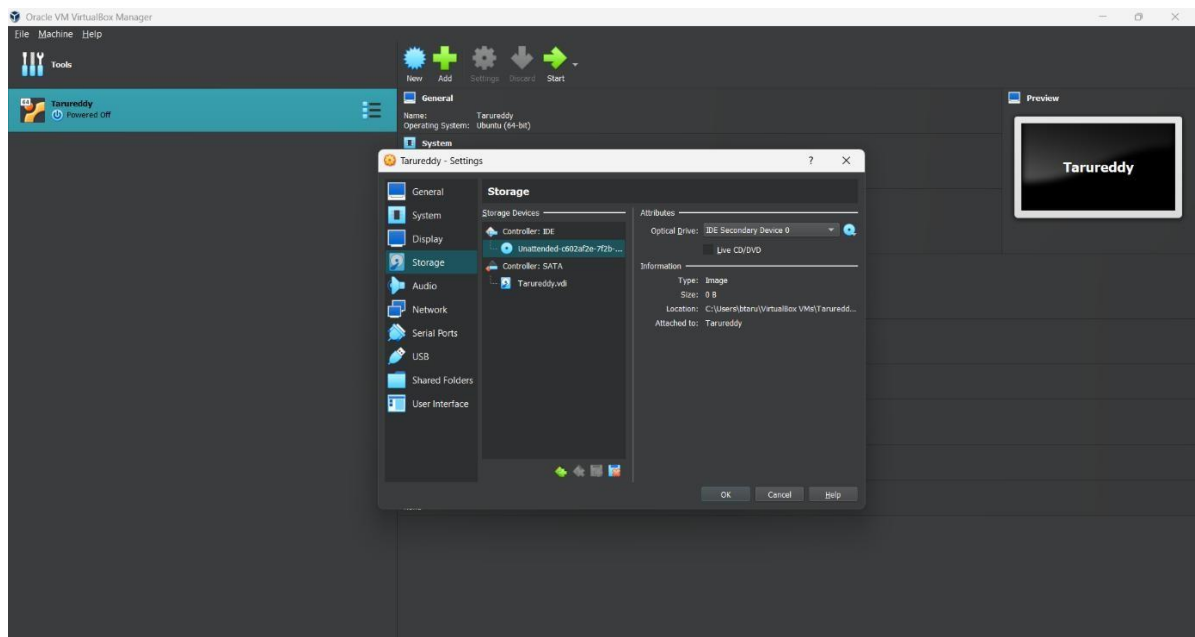 Oracle VM VirtualBox Manager
File Machine Help
Tools
New Add Settings Discard Start
64
Tarureddy
Powered Off
General
Name: Tarureddy
Operating System: Ubuntu (64-bit)
System
Preview
Tarureddy
Tarureddy - Settings ? X
General
System
Display
Storage
Audio
Network
Serial Ports
USB
Shared Folders
User Interface
Storage
Storage Devices
Controller: IDE
Unattended-c602af2e-7f2b-...
Controller: SATA
Tarureddy.vdi
Attributes
Optical Drive: IDE Secondary Device 0
Live CD/DVD
Information
Type: Image
Size: 0 B
Location: C:\Users\btaru\VirtualBox VMs\Taruredd...
Attached to: Tarureddy
OK Cancel Help